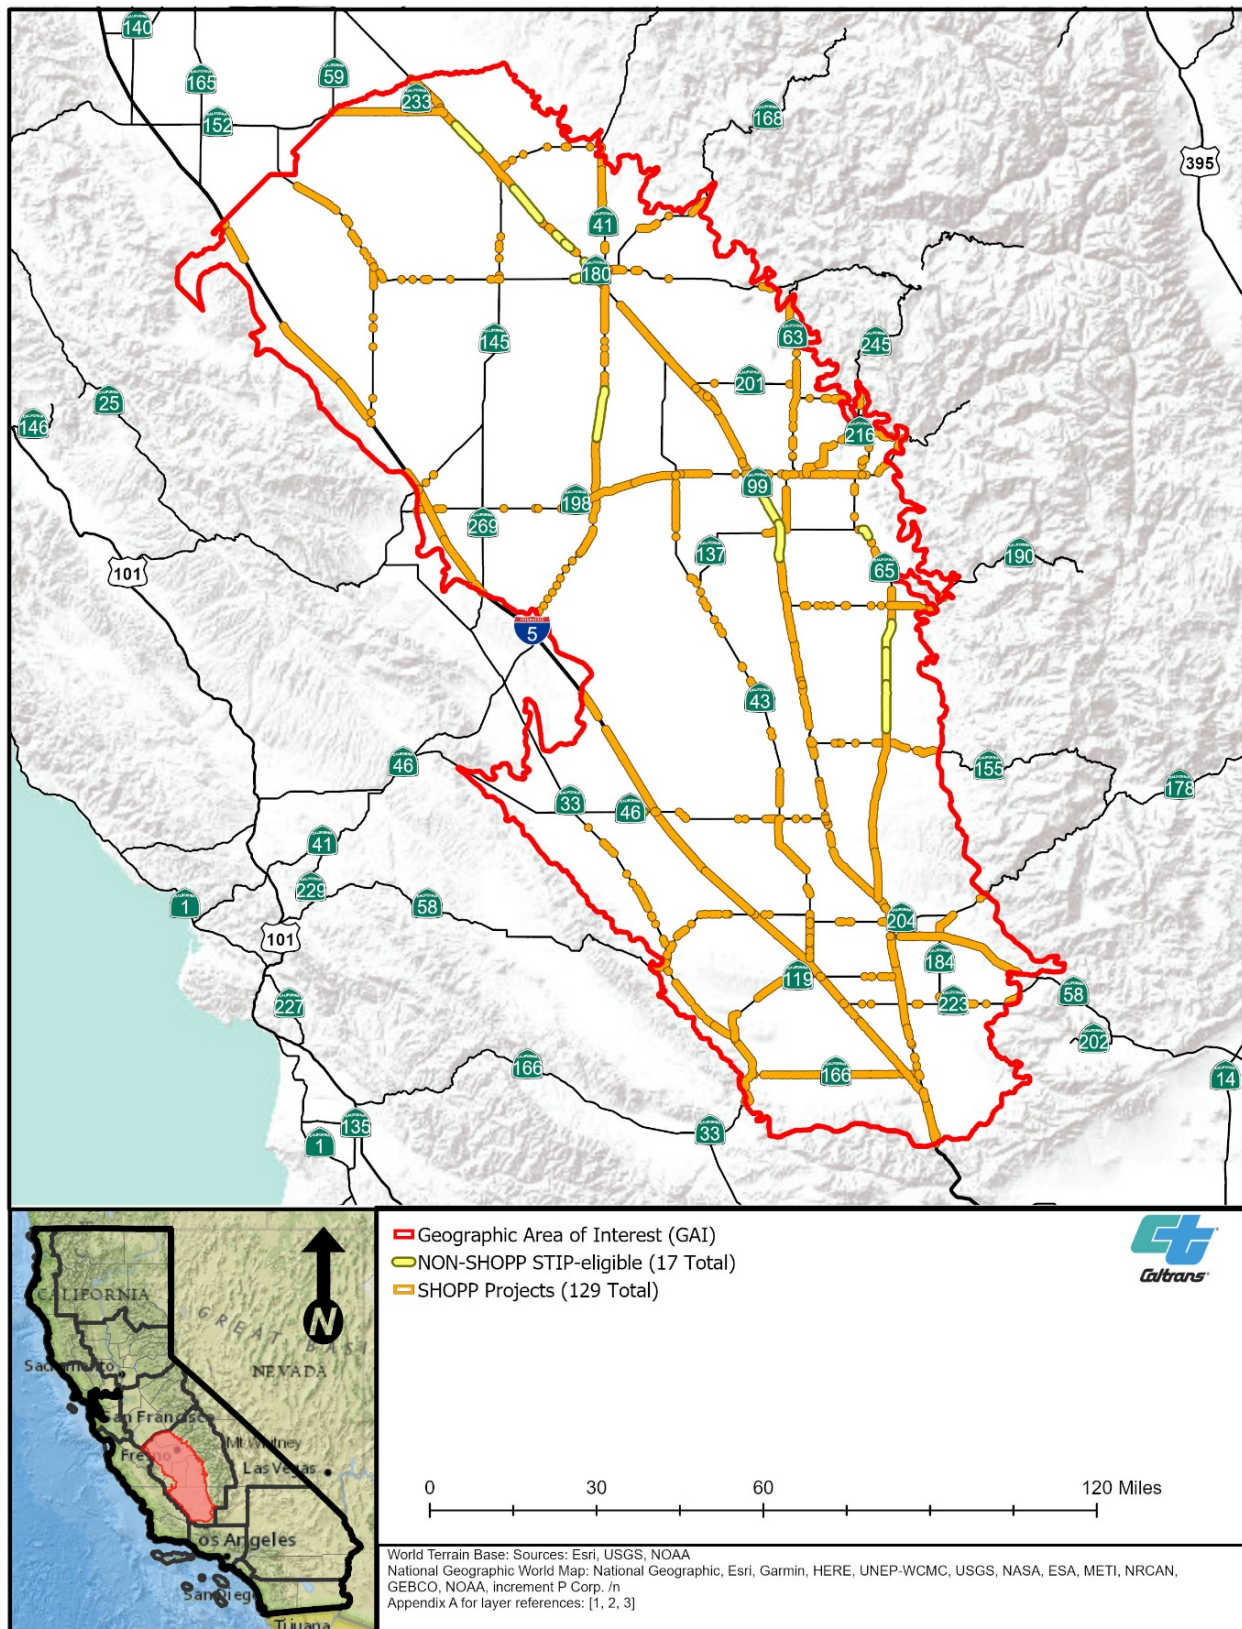 140
165
59
233
152
168
395
41
180
145
63
245
201
25
146
216
99
198
269
137
65
190
101
5
43
46
155
178
33
46
41
229
1
58
204
101
184
119
223
58
227
202
166
166
14
135
33
1
Geographic Area of Interest (GAI)
NON-SHOPP STIP-eligible (17 Total)
SHOPP Projects (129 Total)
Caltrans
0 30 60 120 Miles
CALIFORNIA
GREAT BASI
N
Sacramento
NEVADA
San Francisco
Mt Whitney
Fresno
Las Vegas
os Angeles
San Diego
Tijuana
World Terrain Base: Sources: Esri, USGS, NOAA
National Geographic World Map: National Geographic, Esri, Garmin, HERE, UNEP-WCMC, USGS, NASA, ESA, METI, NRCAN,
GEBCO, NOAA, increment P Corp. /n
Appendix A for layer references: [1, 2, 3]